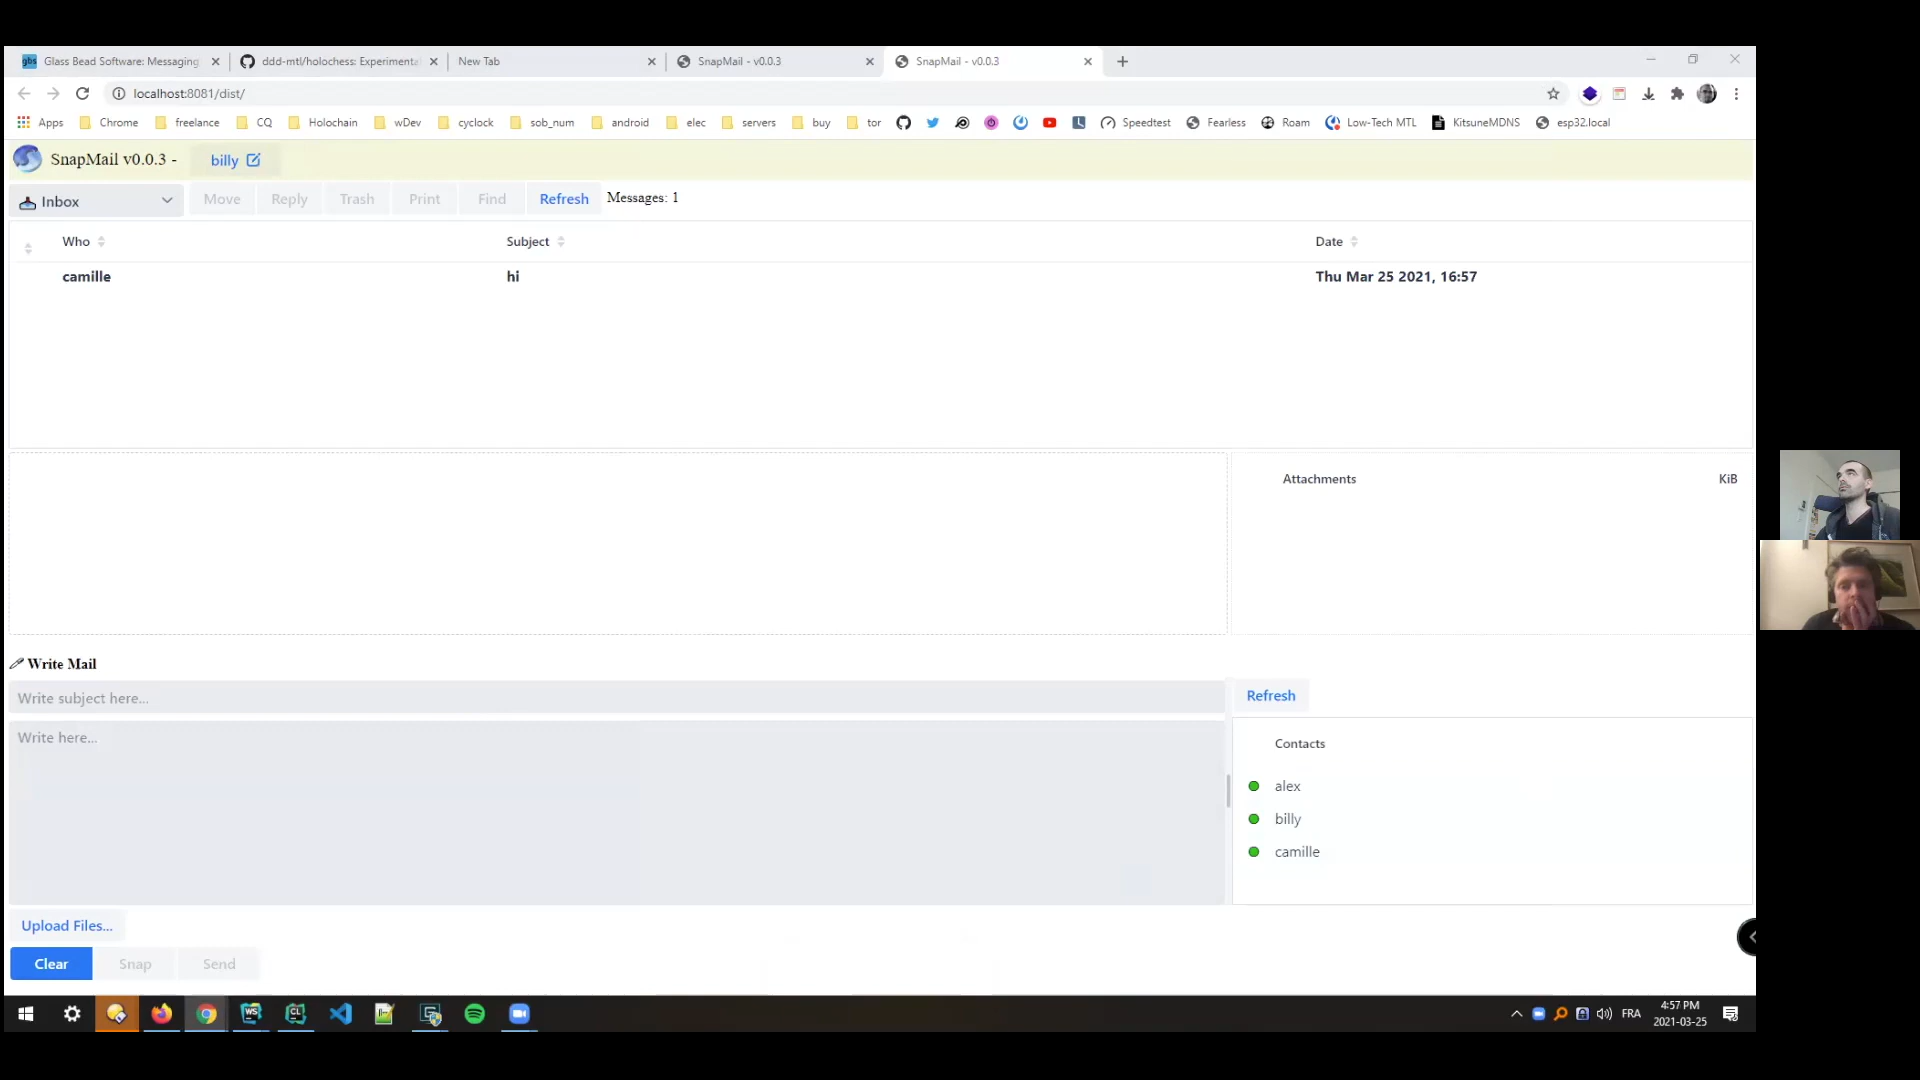 gbs Glass Bead Software: Messaging
ddd-mtl/holochess: Experimenta
New Tab
SnapMail - v0.0.3
SnapMail - v0.0.3
localhost:8081/dist/
Apps Chrome freelance CQ Holochain wDev cyclock sob_num android elec servers buy tor Speedtest Fearless Roam Low-Tech MTL KitsuneMDNS esp32.local
SnapMail v0.0.3 - billy
Inbox Move Reply Trash Print Find Refresh Messages: 1
Who Subject Date
camille hi Thu Mar 25 2021, 16:57
Attachments KiB
Write Mail
Write subject here...
Refresh
Write here...
Contacts
alex
billy
camille
Upload Files...
Clear Snap Send
WS CL
FRA
4:57 PM
2021-03-25